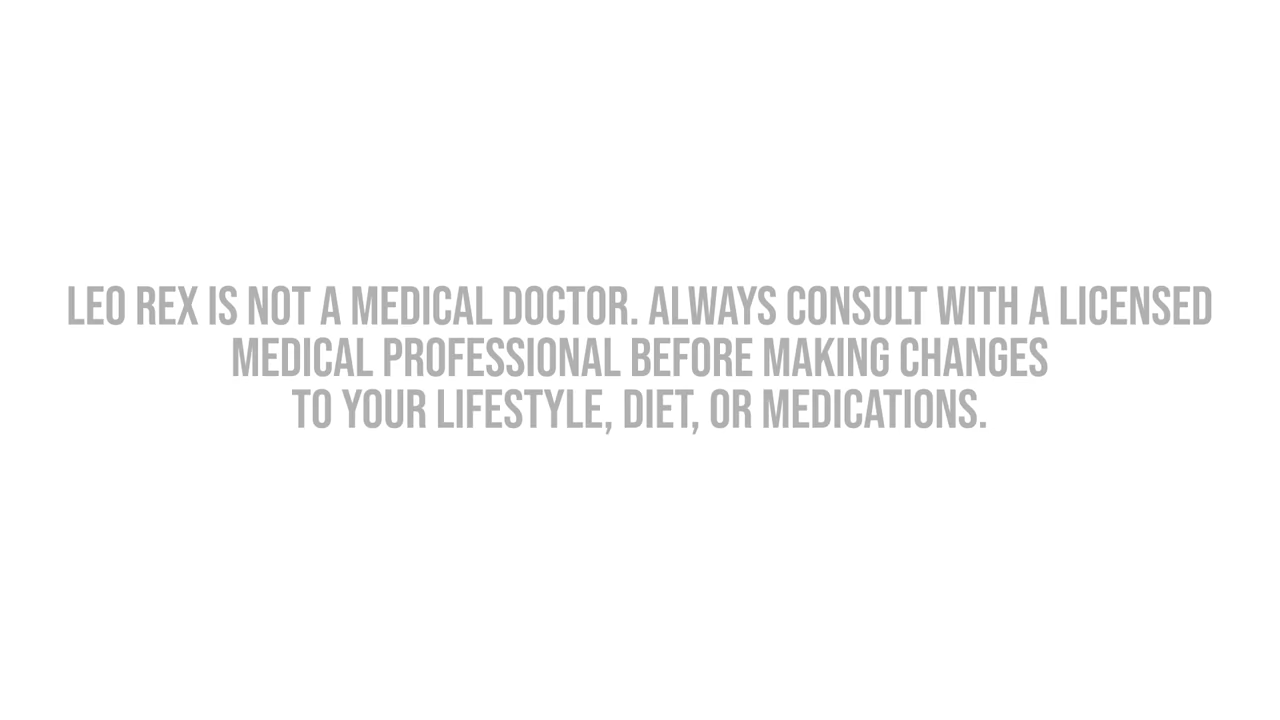 LEO REX IS NOT A MEDICAL DOCTOR. ALWAYS CONSULT WITH A LICENSED
MEDICAL PROFESSIONAL BEFORE MAKING CHANGES
TO YOUR LIFESTYLE, DIET, OR MEDICATIONS.